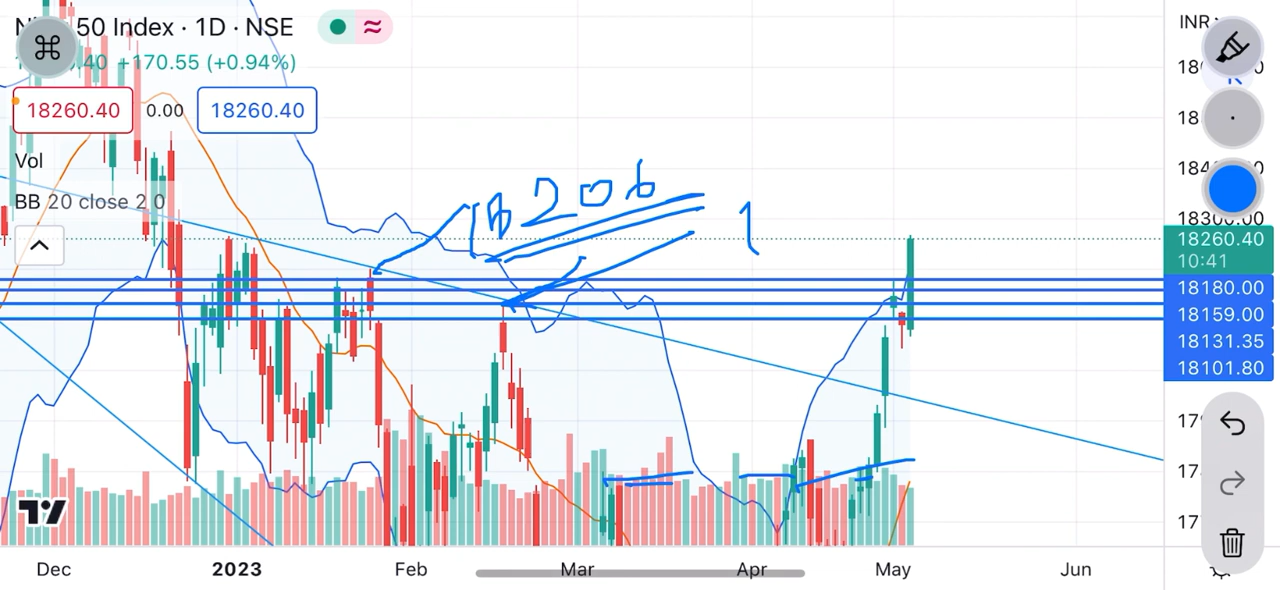 50 Index · 1D · NSE
+170.55 (+0.94%)
18260.40 0.00 18260.40
Vol
BB 20 close 2 0
206
INR
18300.00
18260.40
10:41
18180.00
18159.00
18131.35
18101.80
Dec 2023 Feb Mar Apr May Jun